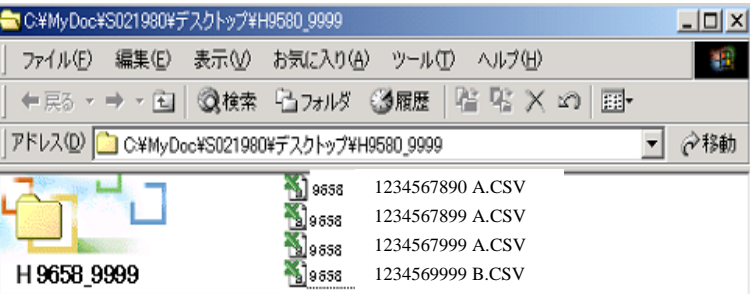 C:¥MyDoc¥S021980¥デスクトップ¥H9580_9999
ファイル(F) 編集(E) 表示(V) お気に入り(A) ツール(T) ヘルプ(H)
戻る 検索 フォルダ 履歴
アドレス(D) C:¥MyDoc¥S021980¥デスクトップ¥H9580_9999 移動
9658 1234567890 A.CSV
9658 1234567899 A.CSV
9658 1234567999 A.CSV
9658 1234569999 B.CSV
H 9658_9999